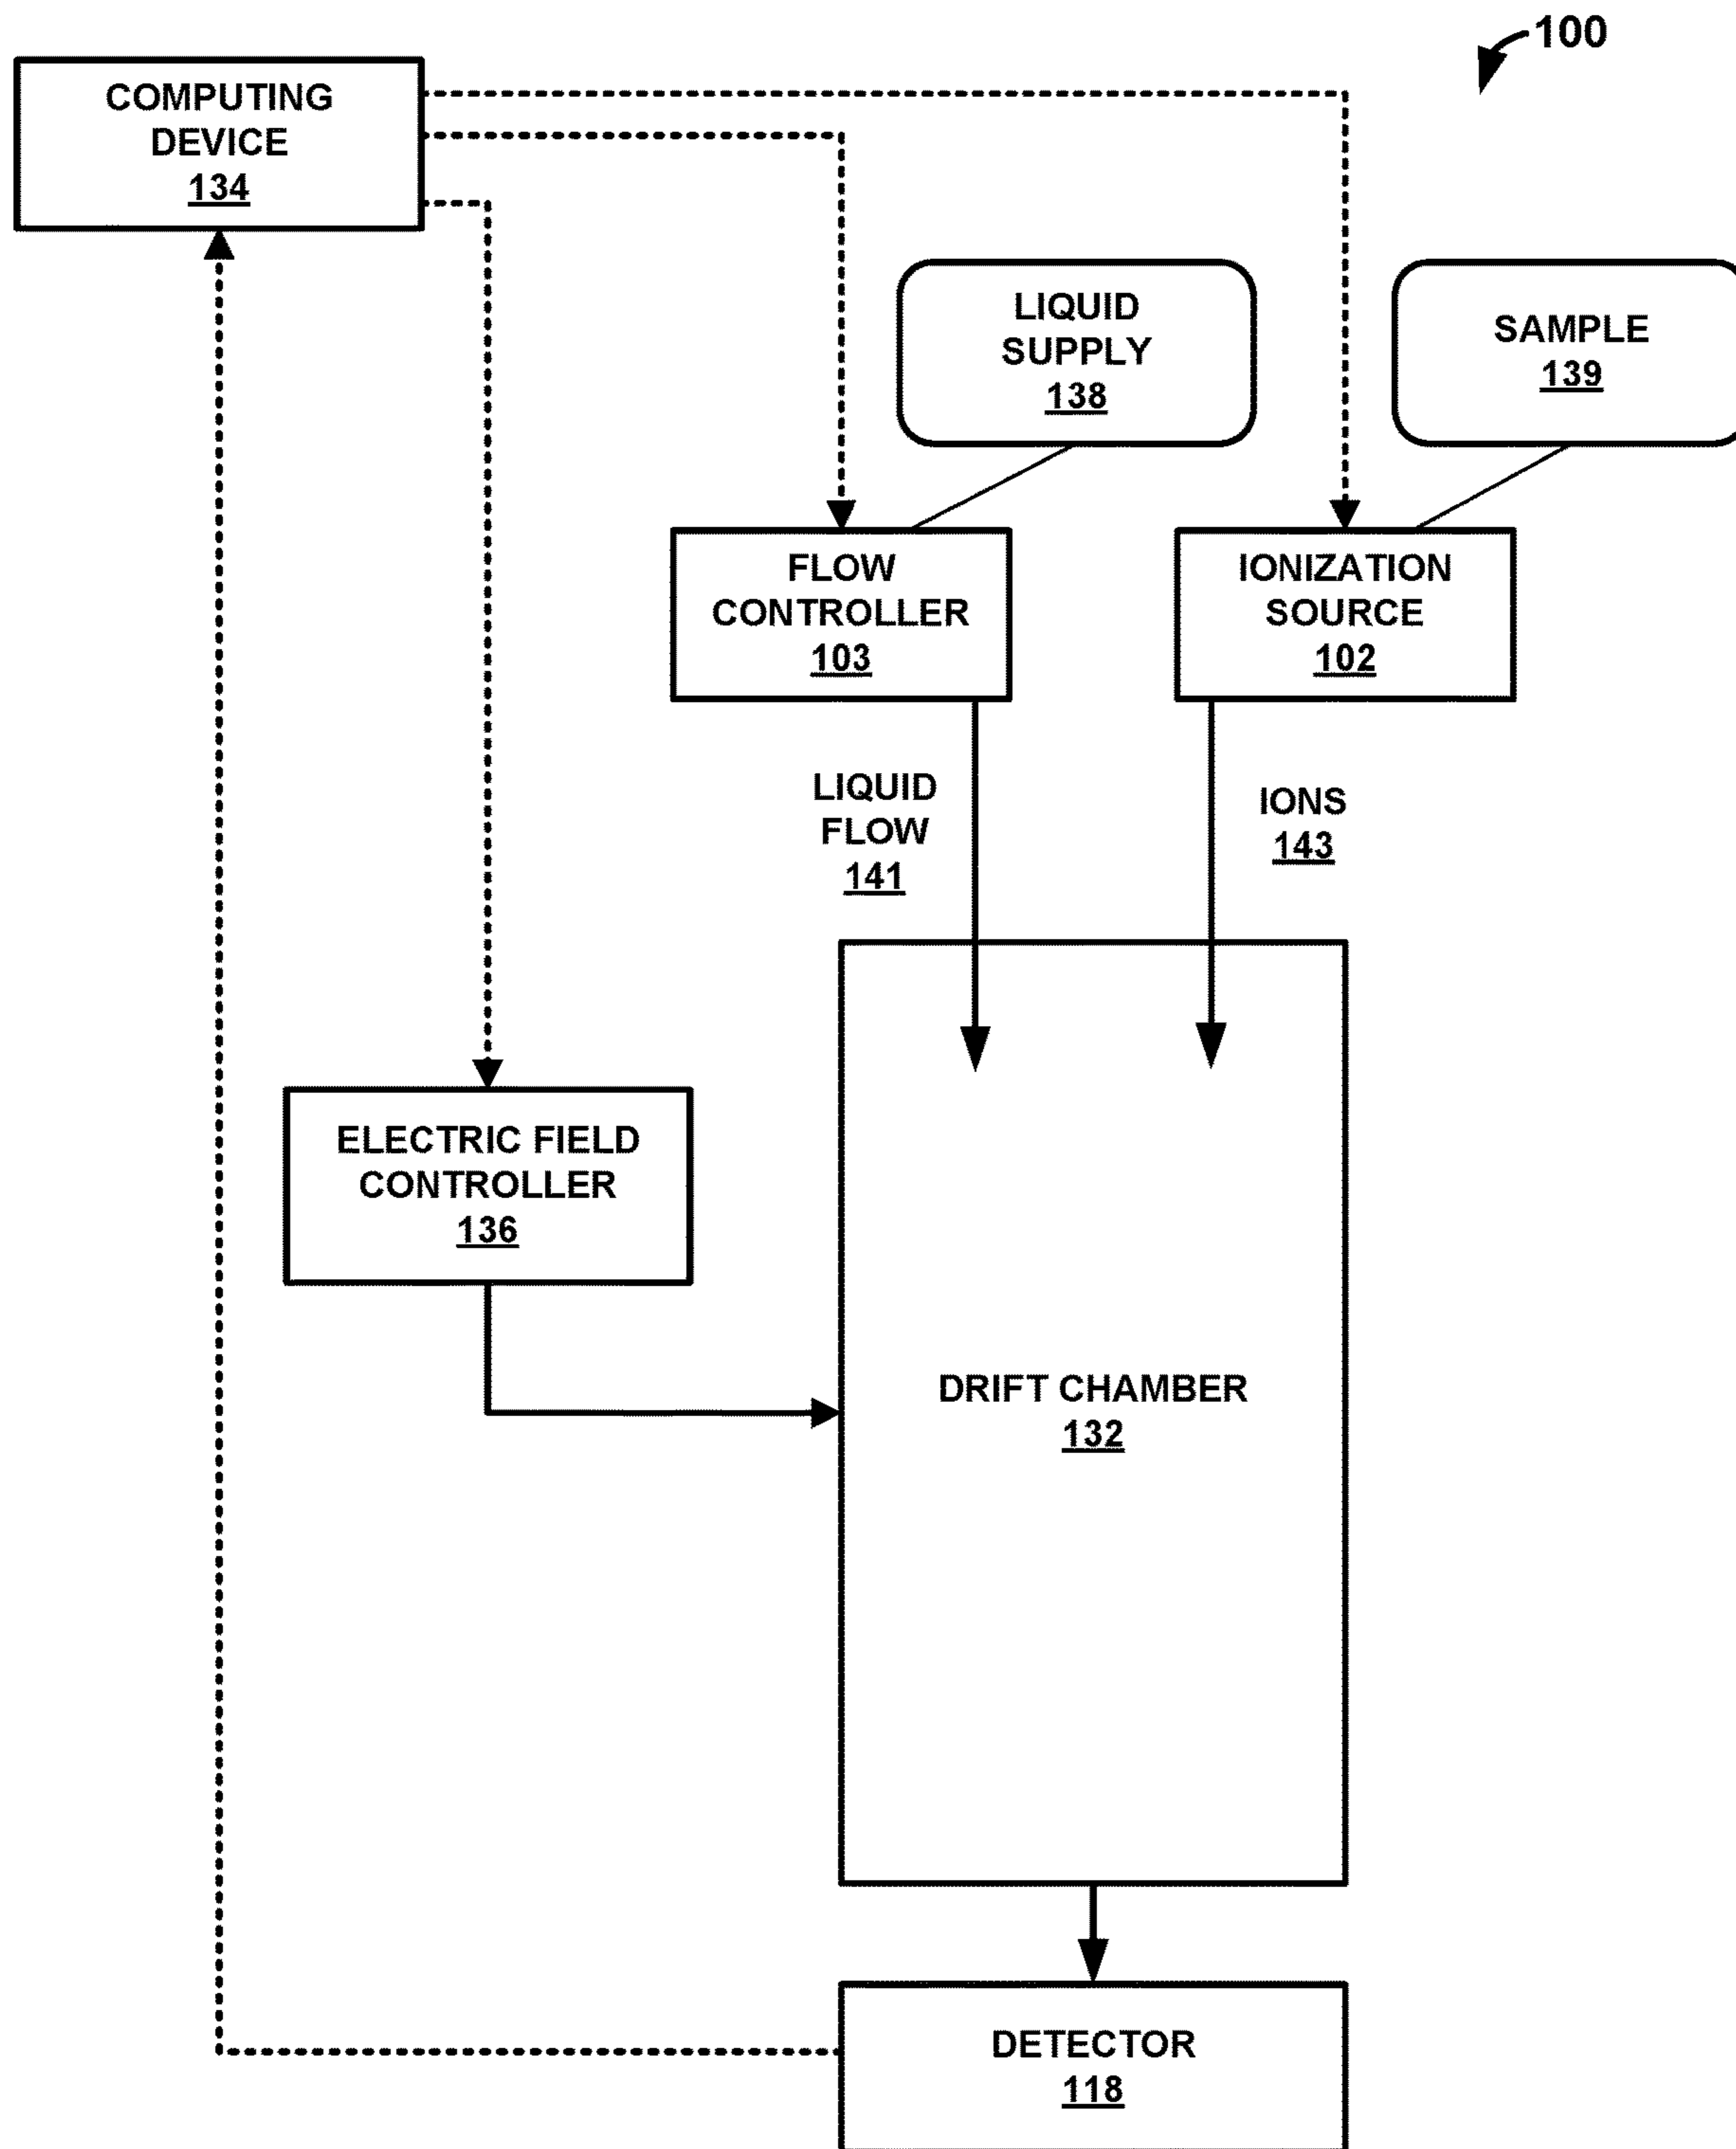 100
COMPUTING
DEVICE
134
LIQUID
SUPPLY
138
SAMPLE
139
FLOW
CONTROLLER
103
IONIZATION
SOURCE
102
LIQUID
FLOW
141
IONS
143
ELECTRIC FIELD
CONTROLLER
136
DRIFT CHAMBER
132
DETECTOR
118